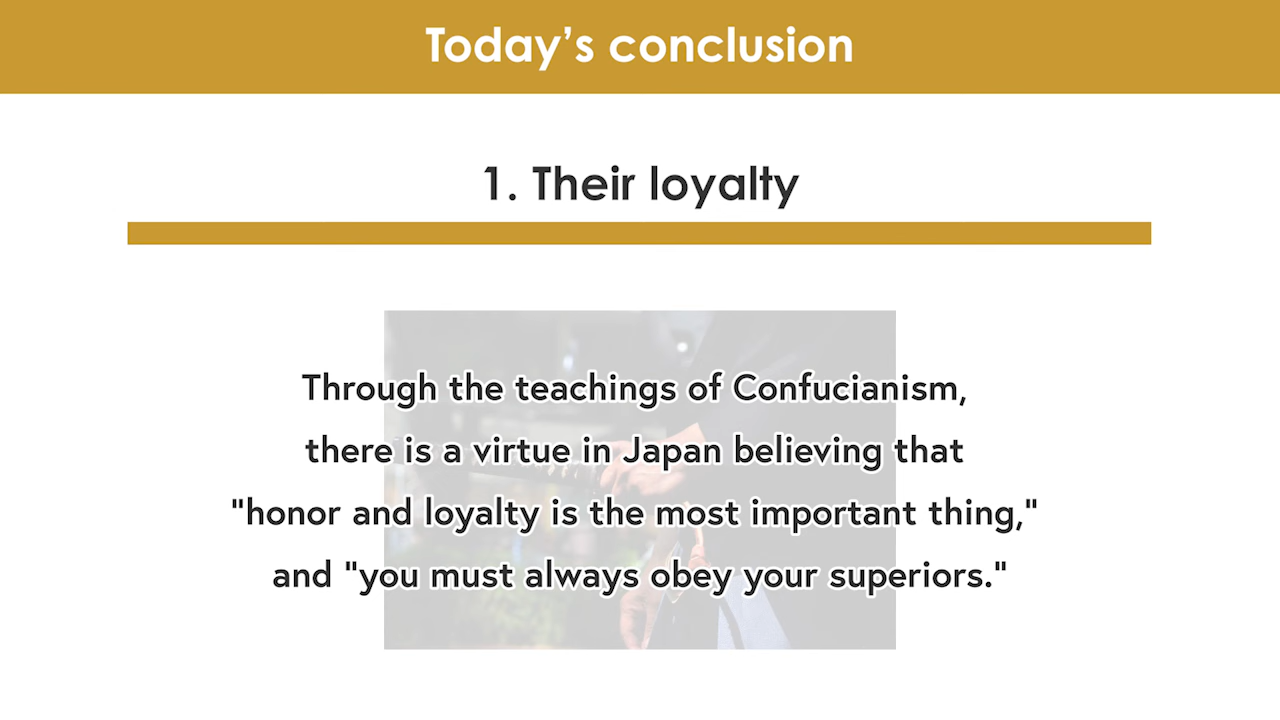 Today’s conclusion
1. Their loyalty
Through the teachings of Confucianism,
there is a virtue in Japan believing that
"honor and loyalty is the most important thing,"
and "you must always obey your superiors."